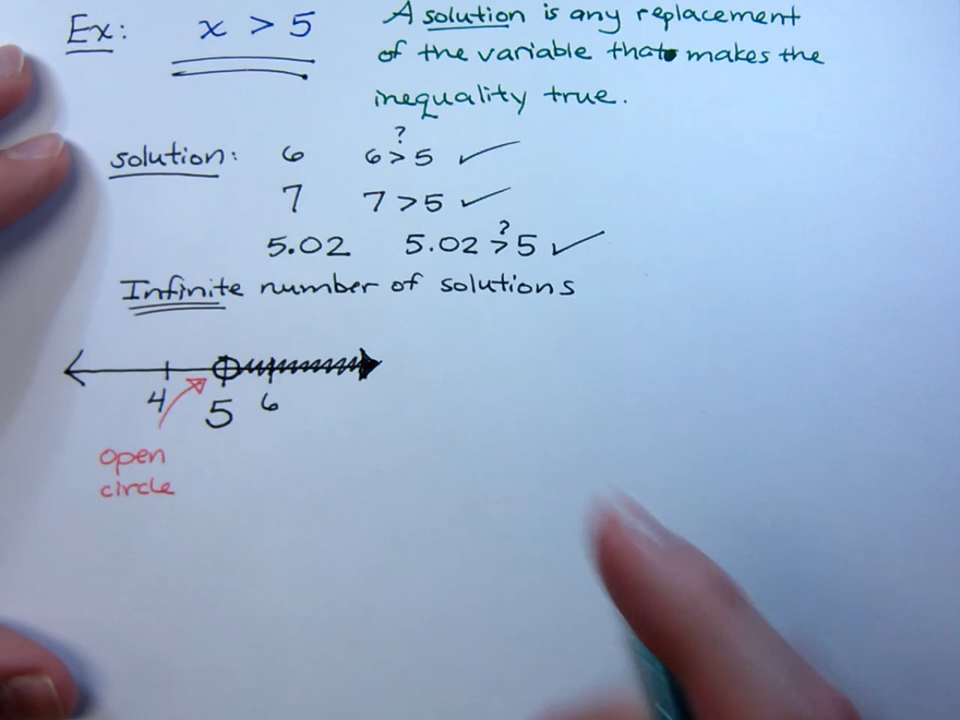 Ex: x > 5 A solution is any replacement
of the variable that makes the
inequality true.
solution: 6 6 ?> 5 ✓
7 7 > 5 ✓
5.02 5.02 ?> 5 ✓
Infinite number of solutions
4 5 6
open
circle